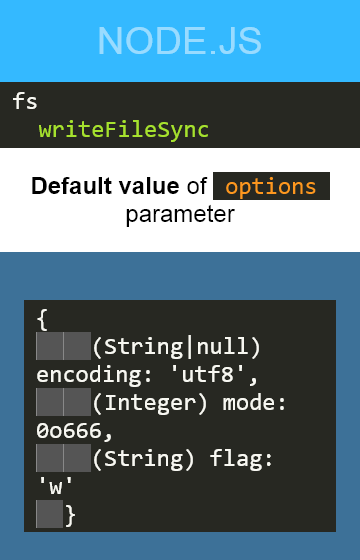 NODE.JS
fs
writeFileSync
Default value of options
parameter
{
(String|null)
encoding: 'utf8',
(Integer) mode:
0o666,
(String) flag:
'w'
}